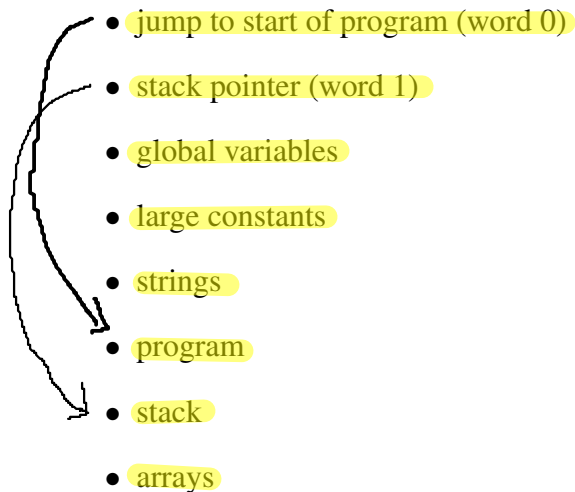 • jump to start of program (word 0)
• stack pointer (word 1)
• global variables
• large constants
• strings
• program
• stack
• arrays